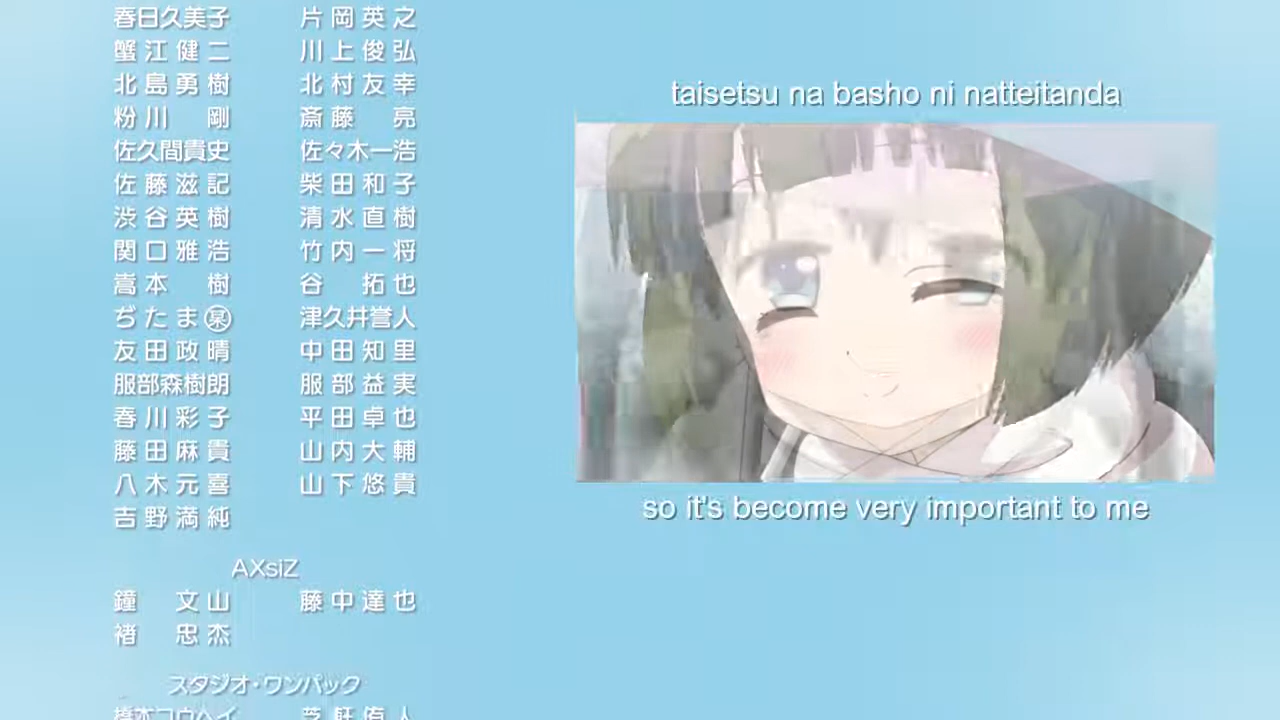 春日久美子 片岡英之
蟹江健二 川上俊弘
北島勇樹 北村友幸
粉川 剛 斎藤 亮
佐久間貴史 佐々木一浩
佐藤滋記 柴田和子
渋谷英樹 清水直樹
関口雅浩 竹内一将
嵩本 樹 谷 拓也
ぢたま㋿ 津久井誉人
友田政晴 中田知里
服部森樹朗 服部益実
春川彩子 平田卓也
藤田麻貴 山内大輔
八木元喜 山下悠貴
吉野満純
AXsiZ
鐘 文山 藤中達也
褚 忠杰
スタジオ・ワンパック
橋本コウヘイ
taisetsu na basho ni natteitanda
so it's become very important to me